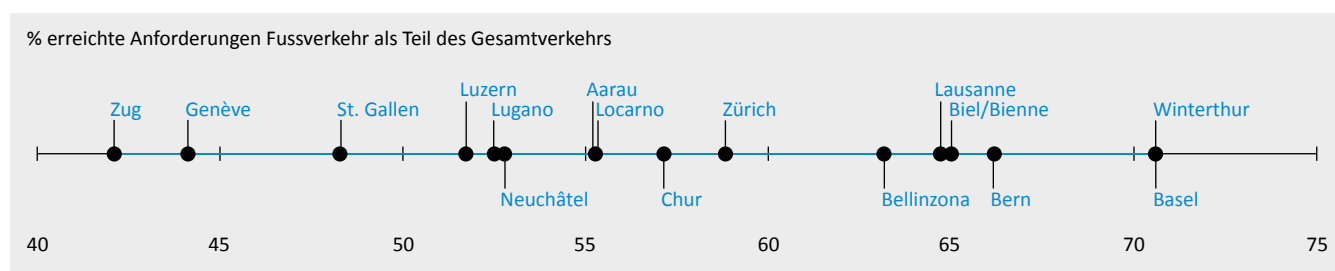 % erreichte Anforderungen Fussverkehr als Teil des Gesamtverkehrs
Luzern Aarau Lausanne
Zug Genève St. Gallen Lugano Locarno Zürich Biel/Bienne Winterthur
Neuchâtel Chur Bellinzona Bern Basel
40 45 50 55 60 65 70 75